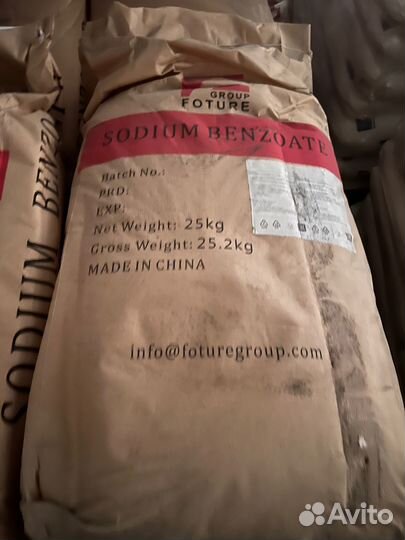 GROUP
FOTURE
SODIUM BENZOATE
Batch No.:
PRD:
EXP:
Net Weight: 25kg
Gross Weight: 25.2kg
MADE IN CHINA
info@foturegroup.com
SODIUM BENZOA
Avito